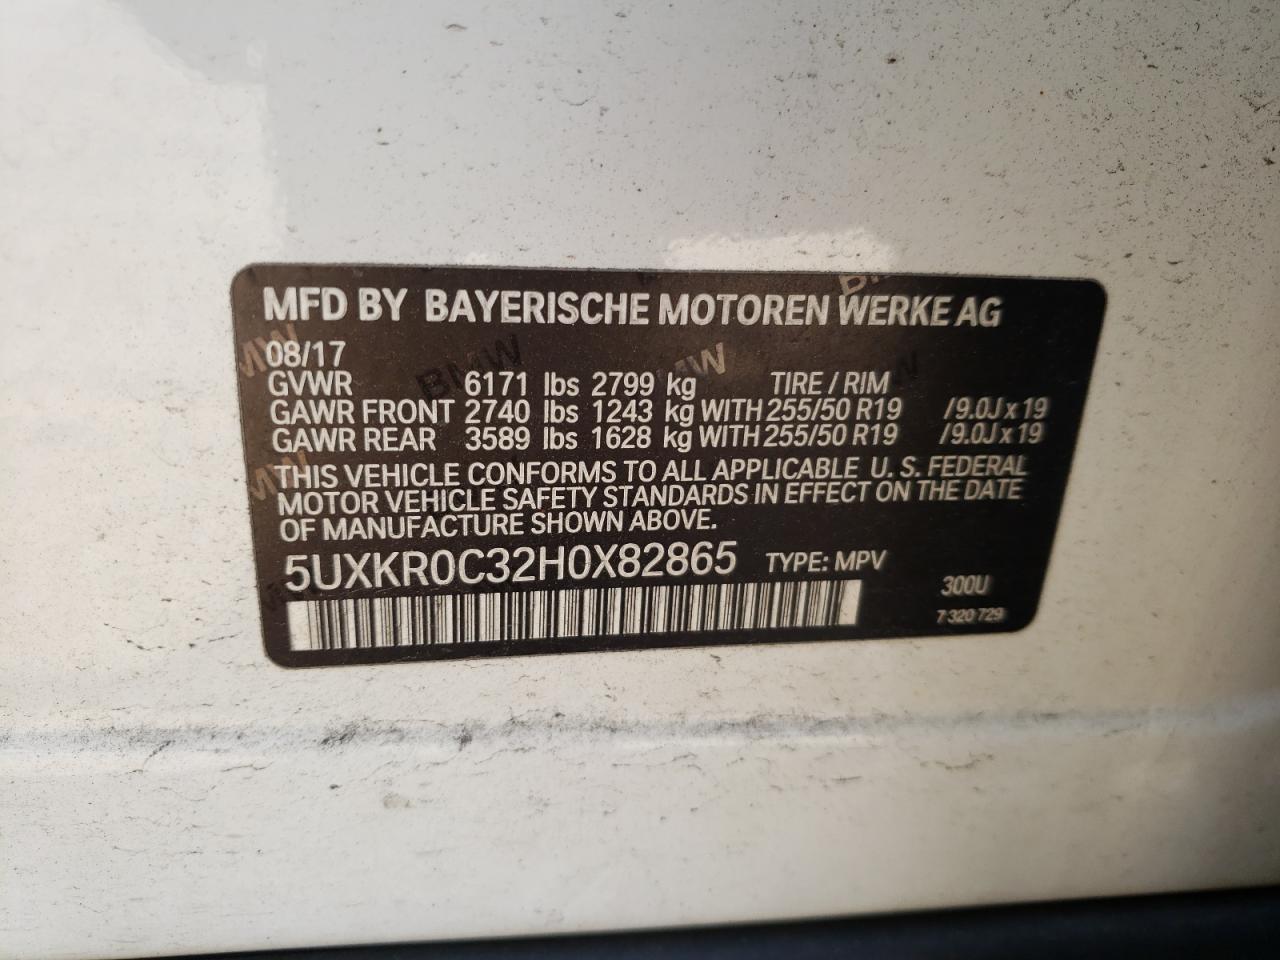 MFD BY BAYERISCHE MOTOREN WERKE AG
08/17
GVWR 6171 lbs 2799 kg TIRE / RIM
GAWR FRONT 2740 lbs 1243 kg WITH 255/50 R19 /9.0J x 19
GAWR REAR 3589 lbs 1628 kg WITH 255/50 R19 /9.0J x 19
THIS VEHICLE CONFORMS TO ALL APPLICABLE U. S. FEDERAL
MOTOR VEHICLE SAFETY STANDARDS IN EFFECT ON THE DATE
OF MANUFACTURE SHOWN ABOVE.
5UXKR0C32H0X82865 TYPE: MPV
300U
7 320 729